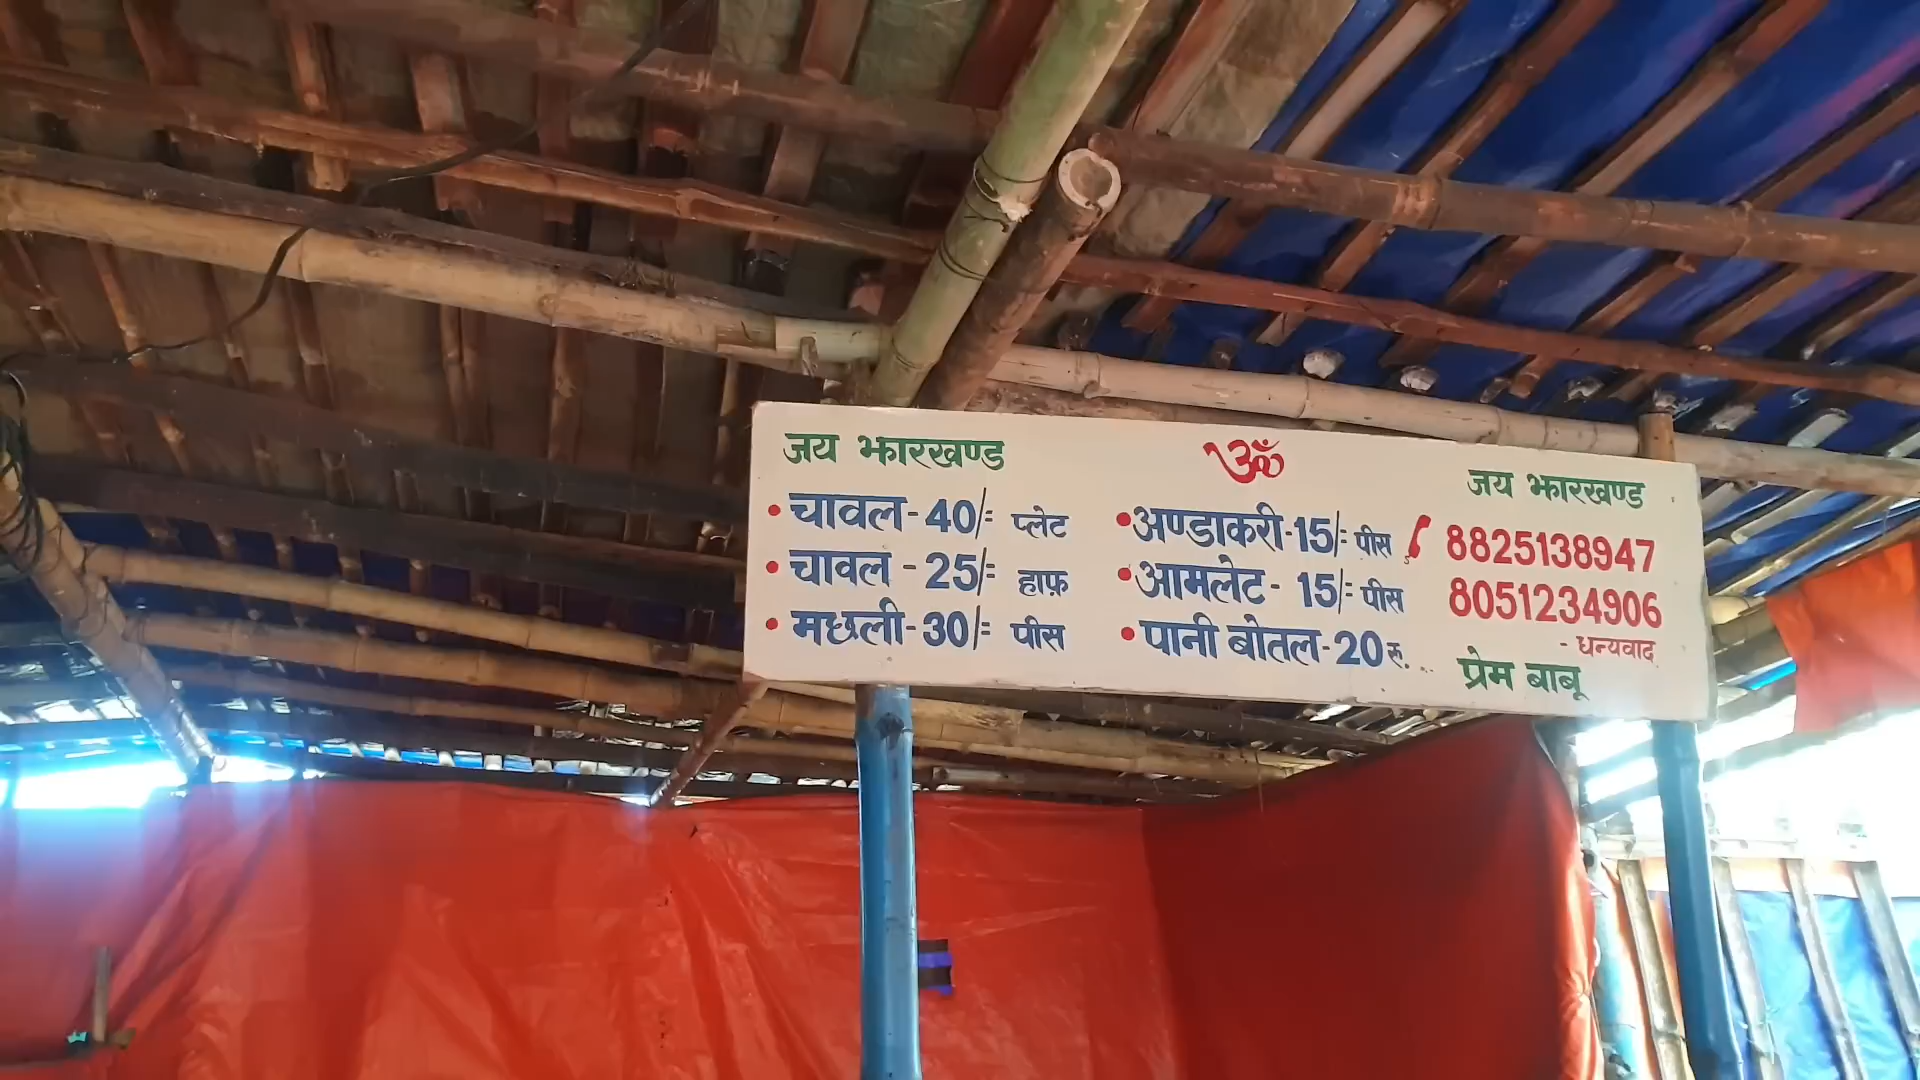 ॐ
जय झारखण्ड
• चावल - 40/= प्लेट
• चावल - 25/= हाफ़
• मछली - 30/= पीस
• अण्डाकरी - 15/= पीस
• आमलेट - 15/= पीस
• पानी बोतल - 20 रु.
जय झारखण्ड
8825138947
8051234906
- धन्यवाद
प्रेम बाबू